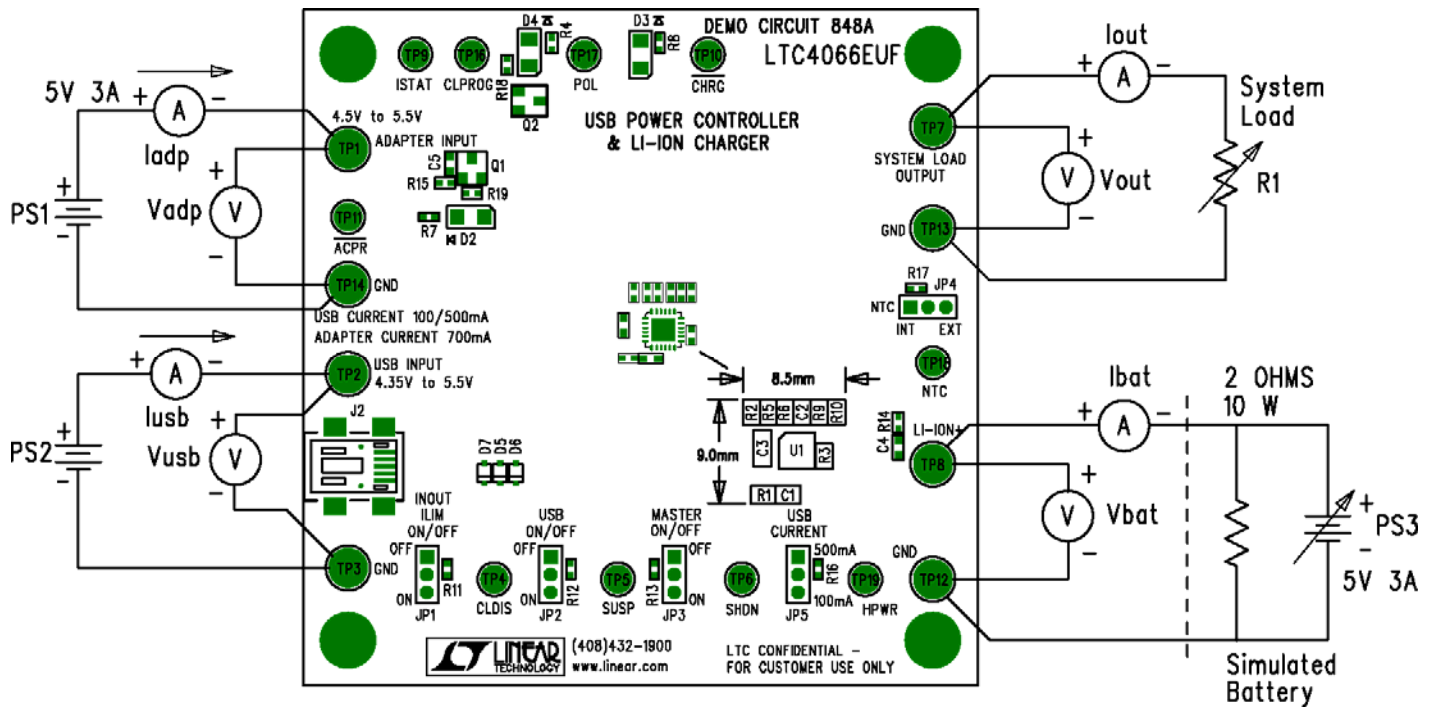 DEMO CIRCUIT 848A
LTC4066EUF
D4
R4
D3
R8
TP9
ISTAT
TP16
CLPROG
R18
TP17
POL
TP10
CHRG
Q2
USB POWER CONTROLLER
& LI-ION CHARGER
5V 3A
+
A
-
Iadp
4.5V to 5.5V
TP1
ADAPTER INPUT
+
PS1
-
+
Vadp
V
-
C5
Q1
R15
R19
TP11
ACPR
R7
D2
TP14
GND
USB CURRENT 100/500mA
ADAPTER CURRENT 700mA
+
A
-
Iusb
TP2
USB INPUT
4.35V to 5.5V
+
PS2
-
+
Vusb
V
-
J2
TP3
GND
D7
D5
D6
INOUT
ILIM
ON/OFF
OFF
ON
JP1
R11
TP4
CLDIS
USB
ON/OFF
OFF
ON
JP2
R12
TP5
SUSP
MASTER
ON/OFF
OFF
ON
JP3
R13
TP6
SHDN
USB
CURRENT
500mA
100mA
JP5
R16
TP19
HPWR
8.5mm
9.0mm
R2
R5
R6
C2
R9
R10
C3
U1
R3
R1
C1
Iout
+
A
-
System
Load
TP7
SYSTEM LOAD
OUTPUT
+
V
Vout
-
R1
GND
TP13
R17
JP4
NTC
INT
EXT
TP18
NTC
Ibat
+
A
-
2 OHMS
10 W
R14
C4
LI-ION+
TP8
+
V
Vbat
-
GND
TP12
+
PS3
-
5V 3A
Simulated
Battery
LT LINEAR
TECHNOLOGY
(408)432-1900
www.linear.com
LTC CONFIDENTIAL -
FOR CUSTOMER USE ONLY